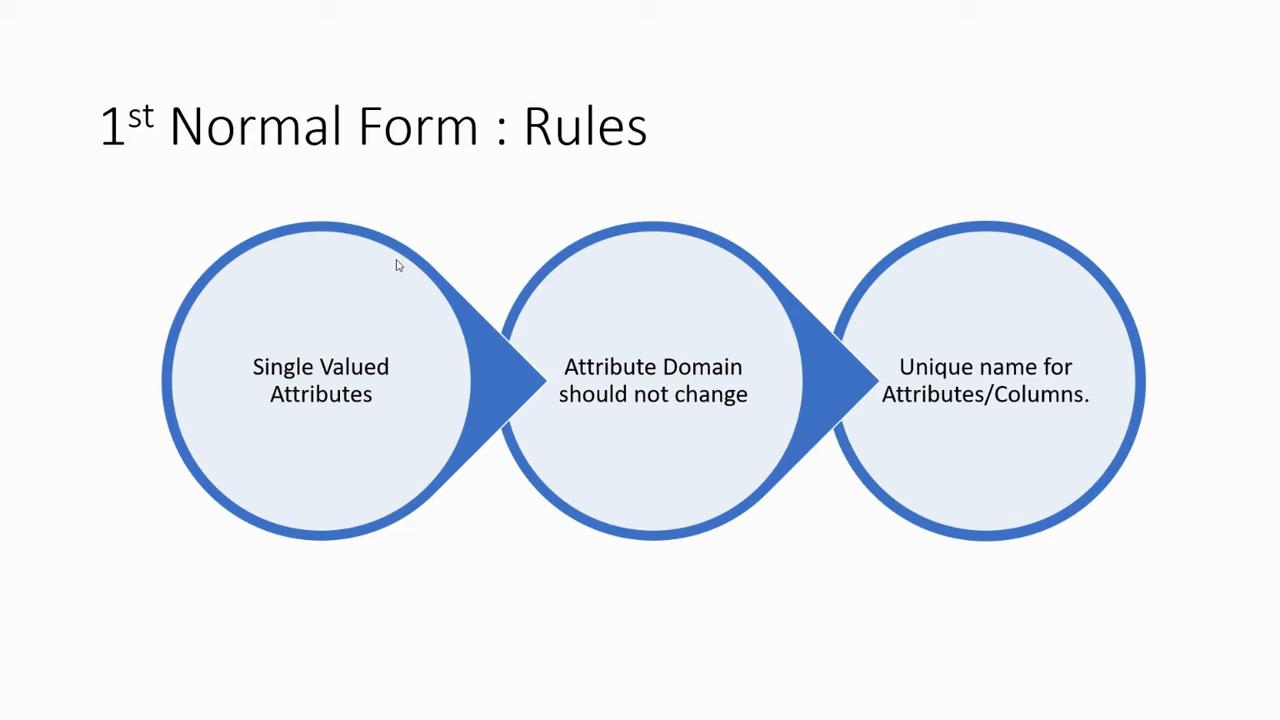 1st Normal Form : Rules
Single Valued
Attributes
Attribute Domain
should not change
Unique name for
Attributes/Columns.